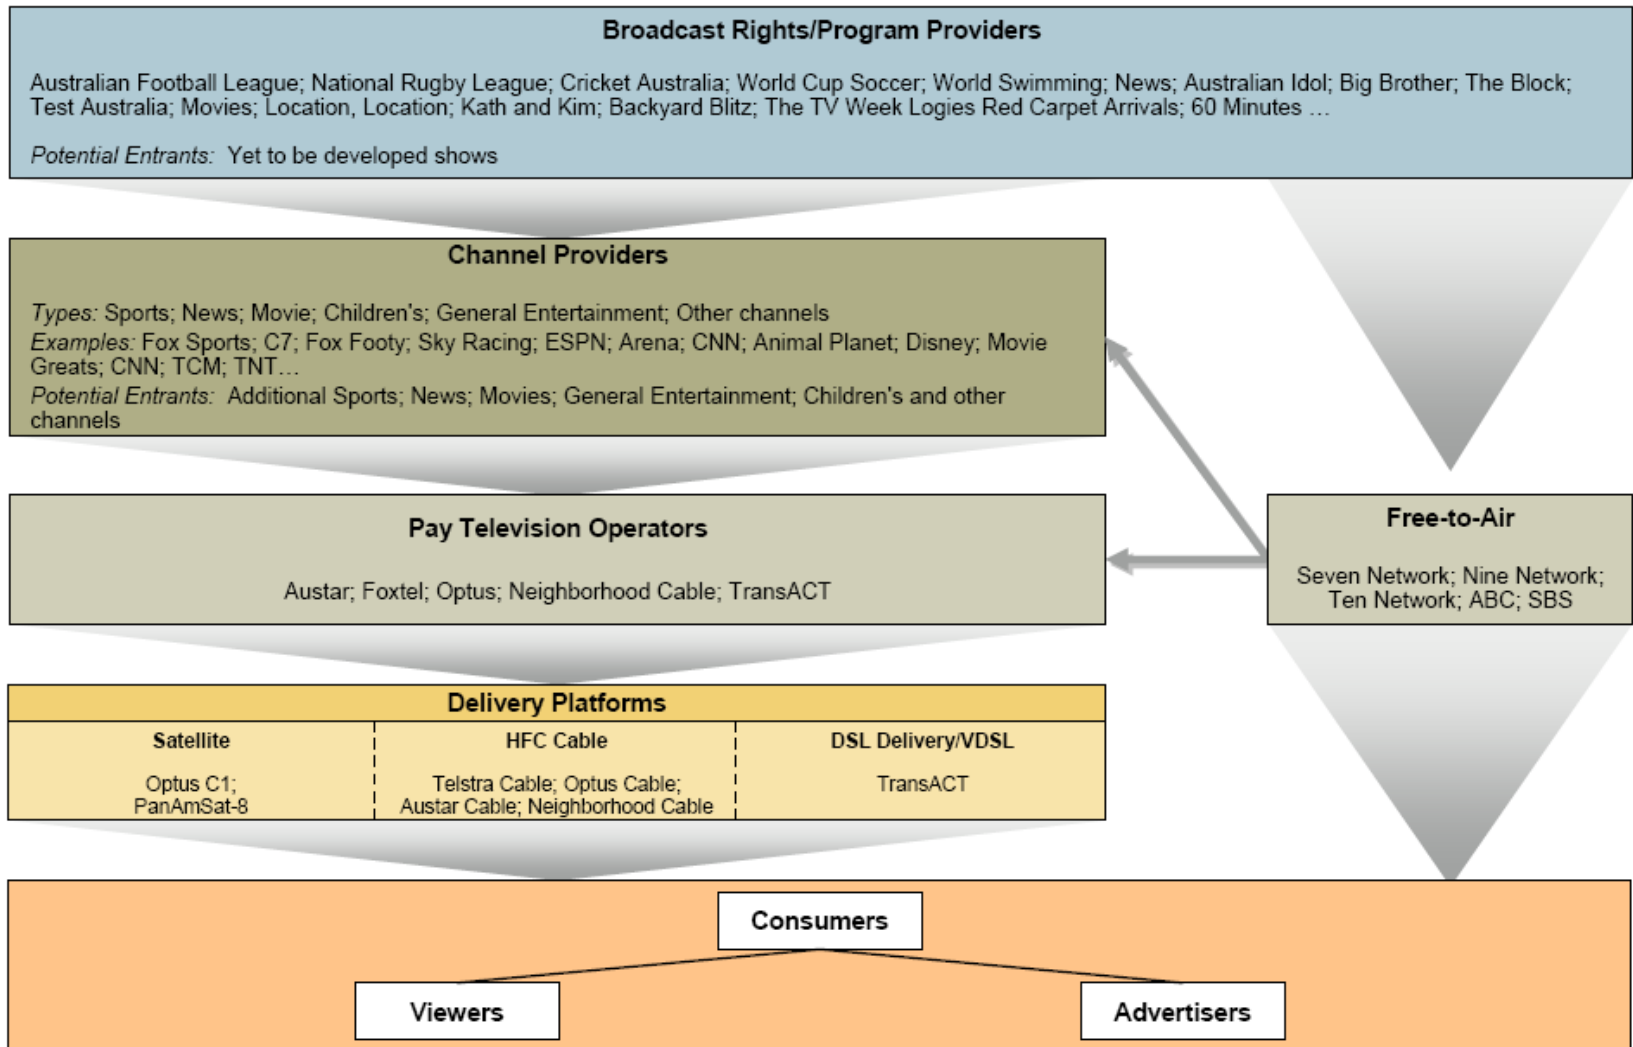 Broadcast Rights/Program Providers
Australian Football League; National Rugby League; Cricket Australia; World Cup Soccer; World Swimming; News; Australian Idol; Big Brother; The Block;
Test Australia; Movies; Location, Location; Kath and Kim; Backyard Blitz; The TV Week Logies Red Carpet Arrivals; 60 Minutes ...
Potential Entrants: Yet to be developed shows
Channel Providers
Types: Sports; News; Movie; Children's; General Entertainment; Other channels
Examples: Fox Sports; C7; Fox Footy; Sky Racing; ESPN; Arena; CNN; Animal Planet; Disney; Movie
Greats; CNN; TCM; TNT...
Potential Entrants: Additional Sports; News; Movies; General Entertainment; Children's and other
channels
Pay Television Operators
Austar; Foxtel; Optus; Neighborhood Cable; TransACT
Free-to-Air
Seven Network; Nine Network;
Ten Network; ABC; SBS
Delivery Platforms
Satellite
Optus C1;
PanAmSat-8
HFC Cable
Telstra Cable; Optus Cable;
Austar Cable; Neighborhood Cable
DSL Delivery/VDSL
TransACT
Consumers
Viewers
Advertisers